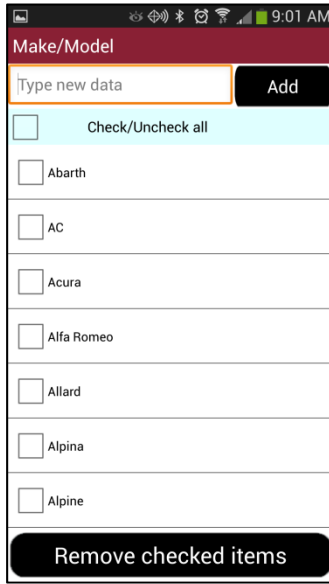 9:01 AM
Make/Model
Type new data
Add
Check/Uncheck all
Abarth
AC
Acura
Alfa Romeo
Allard
Alpina
Alpine
Remove checked items